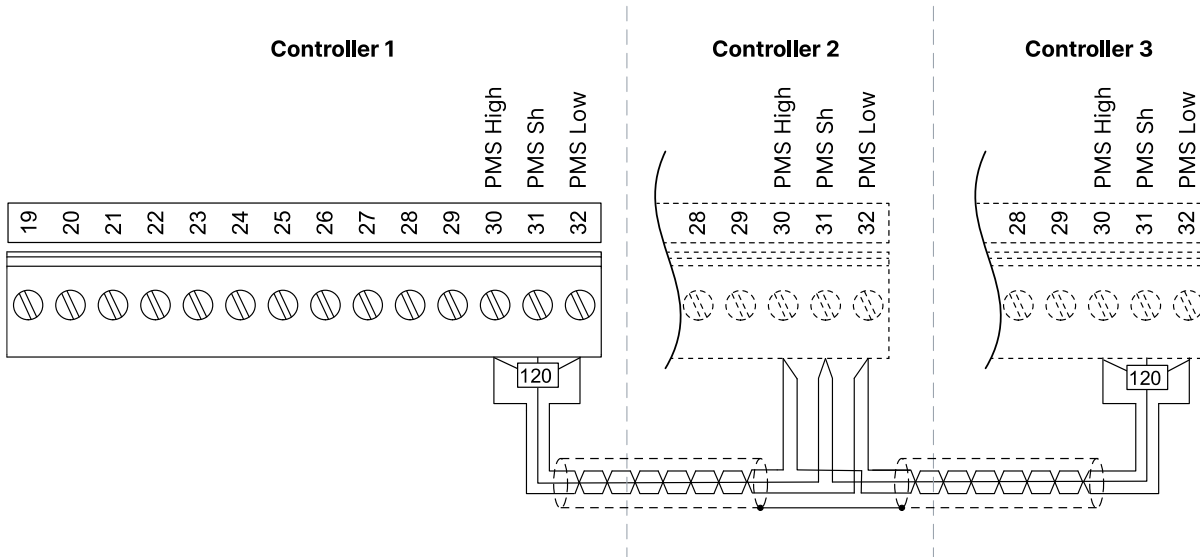 Controller 1
Controller 2
Controller 3
PMS High
PMS Sh
PMS Low
PMS High
PMS Sh
PMS Low
PMS High
PMS Sh
PMS Low
19 20 21 22 23 24 25 26 27 28 29 30 31 32
28 29 30 31 32
28 29 30 31 32
120
120